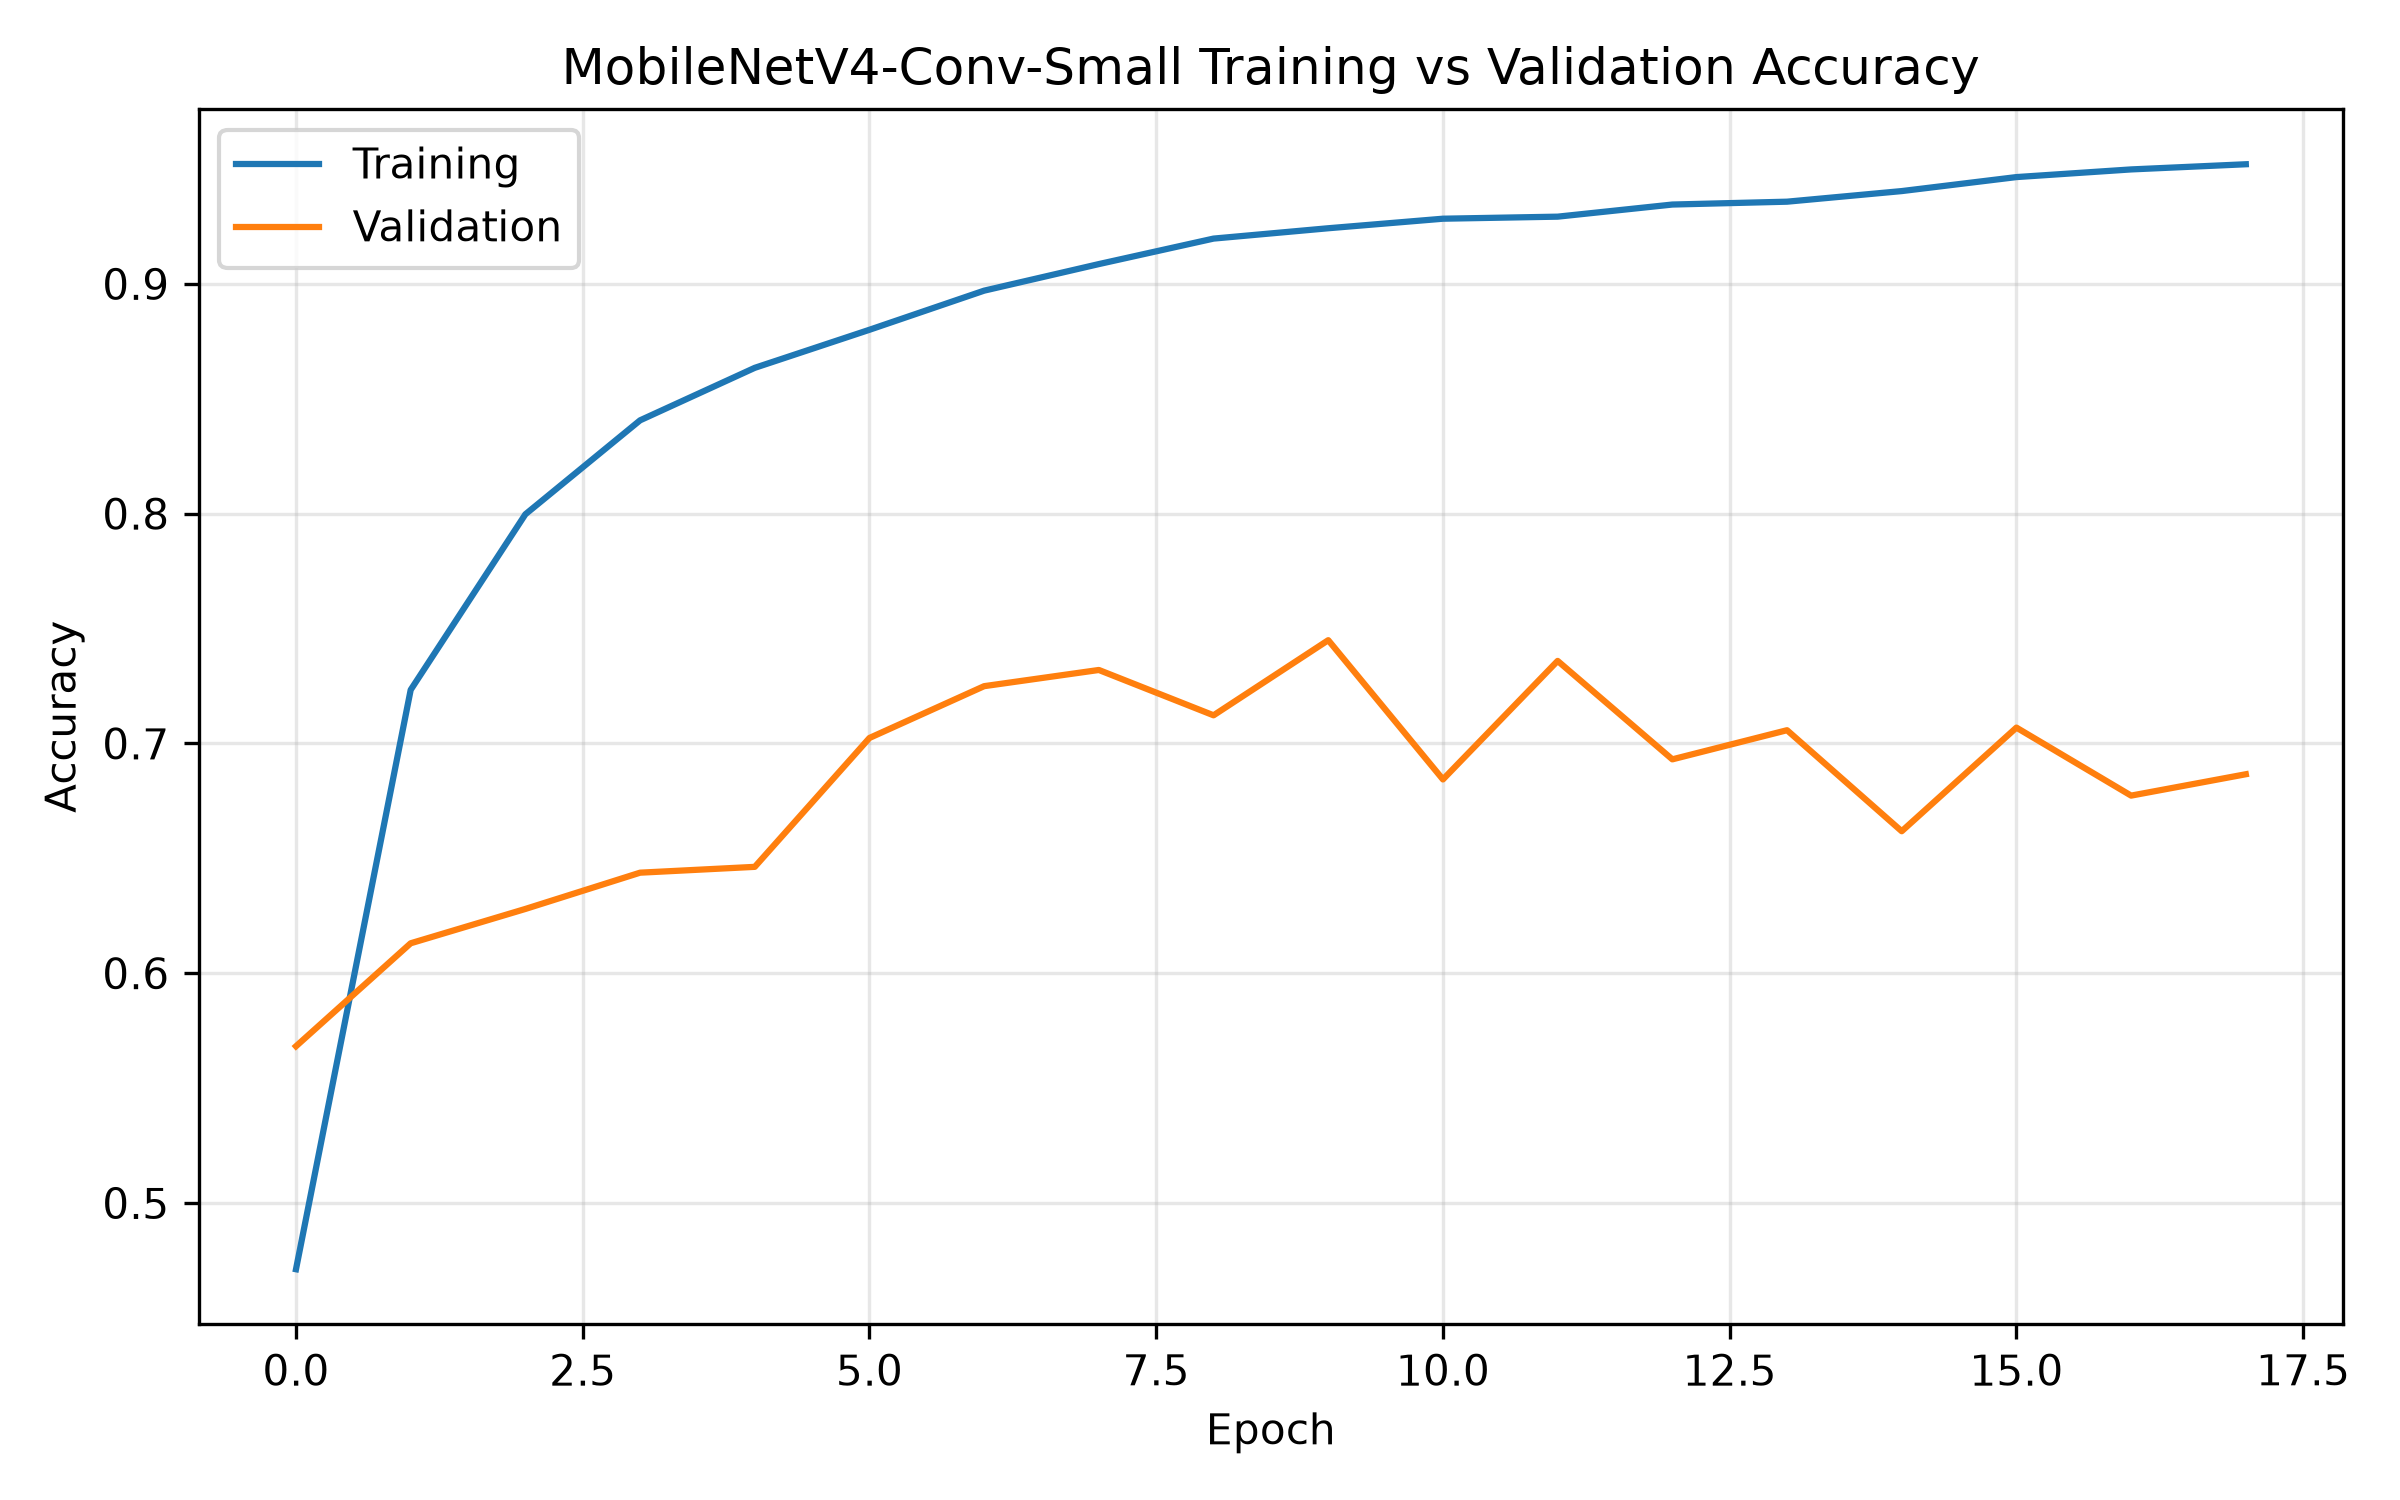 MobileNetV4-Conv-Small Training vs Validation Accuracy
Training
Validation
0.9
0.8
0.7
0.6
0.5
Accuracy
0.0 2.5 5.0 7.5 10.0 12.5 15.0 17.5
Epoch